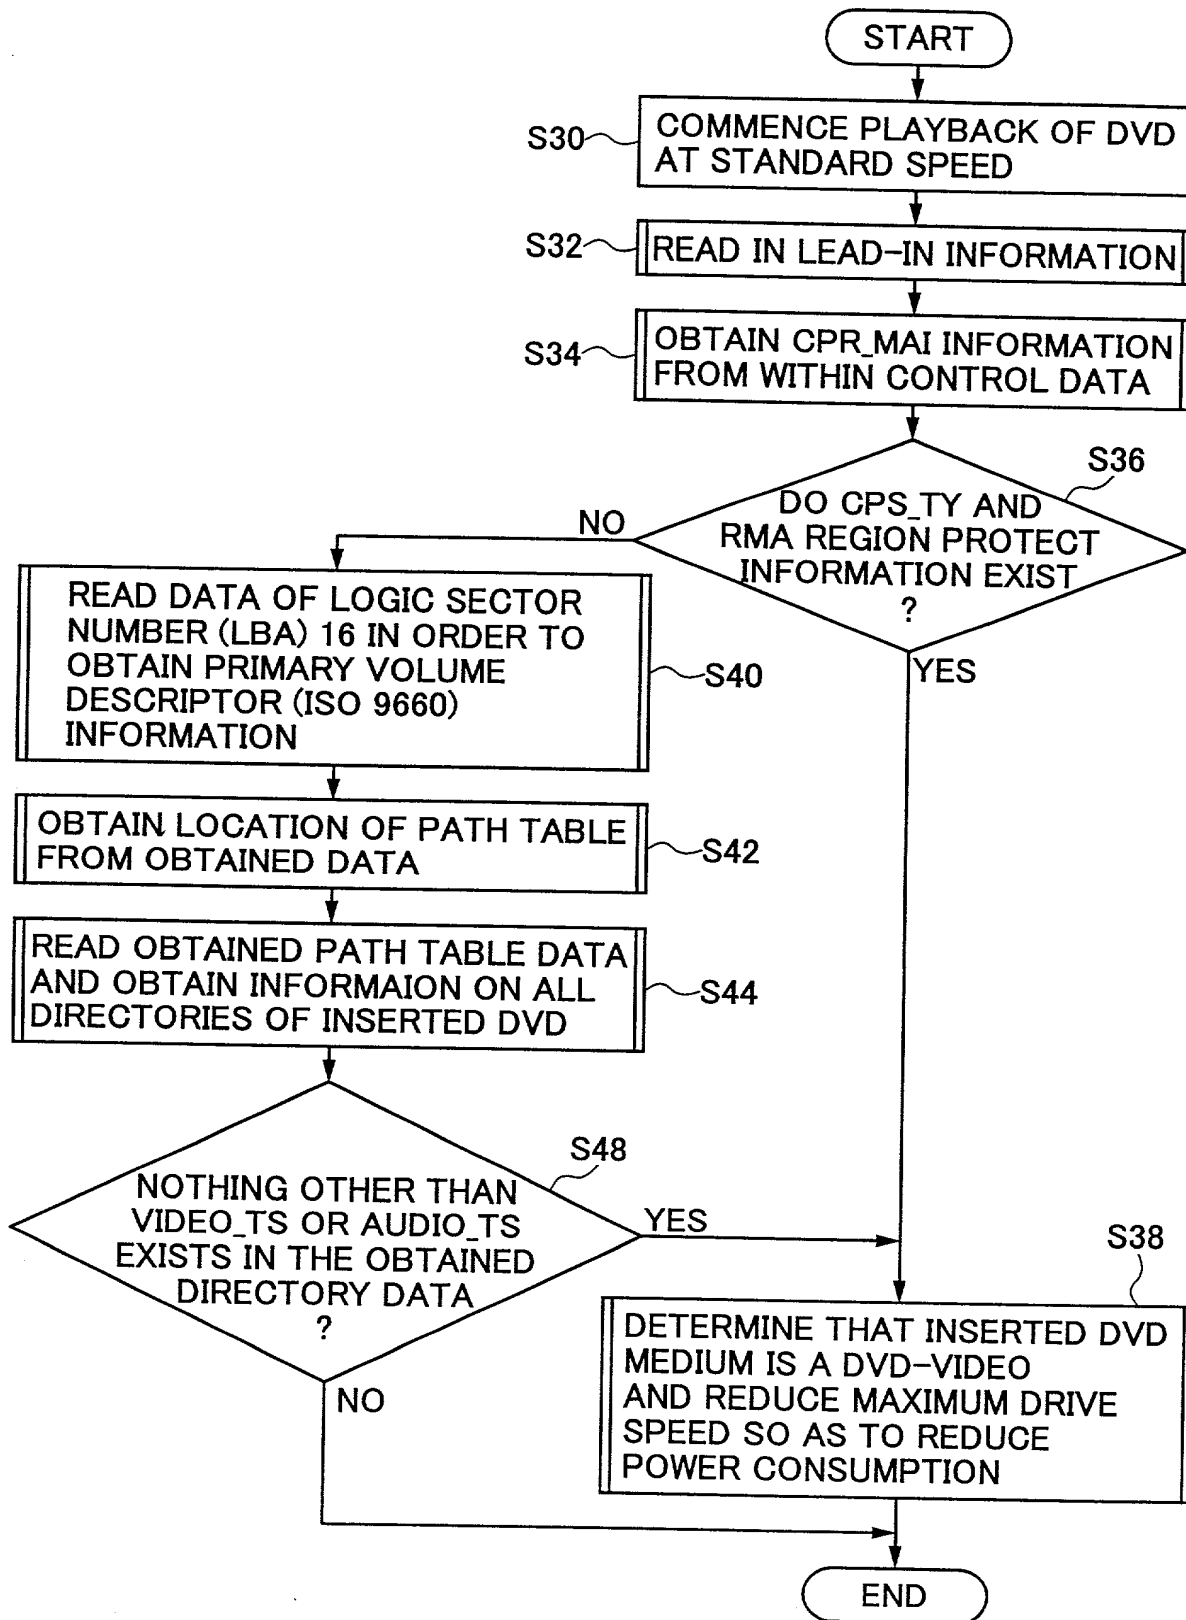 START
S30
COMMENCE PLAYBACK OF DVD
AT STANDARD SPEED
S32
READ IN LEAD-IN INFORMATION
S34
OBTAIN CPR_MAI INFORMATION
FROM WITHIN CONTROL DATA
S36
DO CPS_TY AND
RMA REGION PROTECT
INFORMATION EXIST
?
NO
YES
READ DATA OF LOGIC SECTOR
NUMBER (LBA) 16 IN ORDER TO
OBTAIN PRIMARY VOLUME
DESCRIPTOR (ISO 9660)
INFORMATION
S40
OBTAIN LOCATION OF PATH TABLE
FROM OBTAINED DATA
S42
READ OBTAINED PATH TABLE DATA
AND OBTAIN INFORMAION ON ALL
DIRECTORIES OF INSERTED DVD
S44
S48
NOTHING OTHER THAN
VIDEO_TS OR AUDIO_TS
EXISTS IN THE OBTAINED
DIRECTORY DATA
?
YES
NO
S38
DETERMINE THAT INSERTED DVD
MEDIUM IS A DVD-VIDEO
AND REDUCE MAXIMUM DRIVE
SPEED SO AS TO REDUCE
POWER CONSUMPTION
END